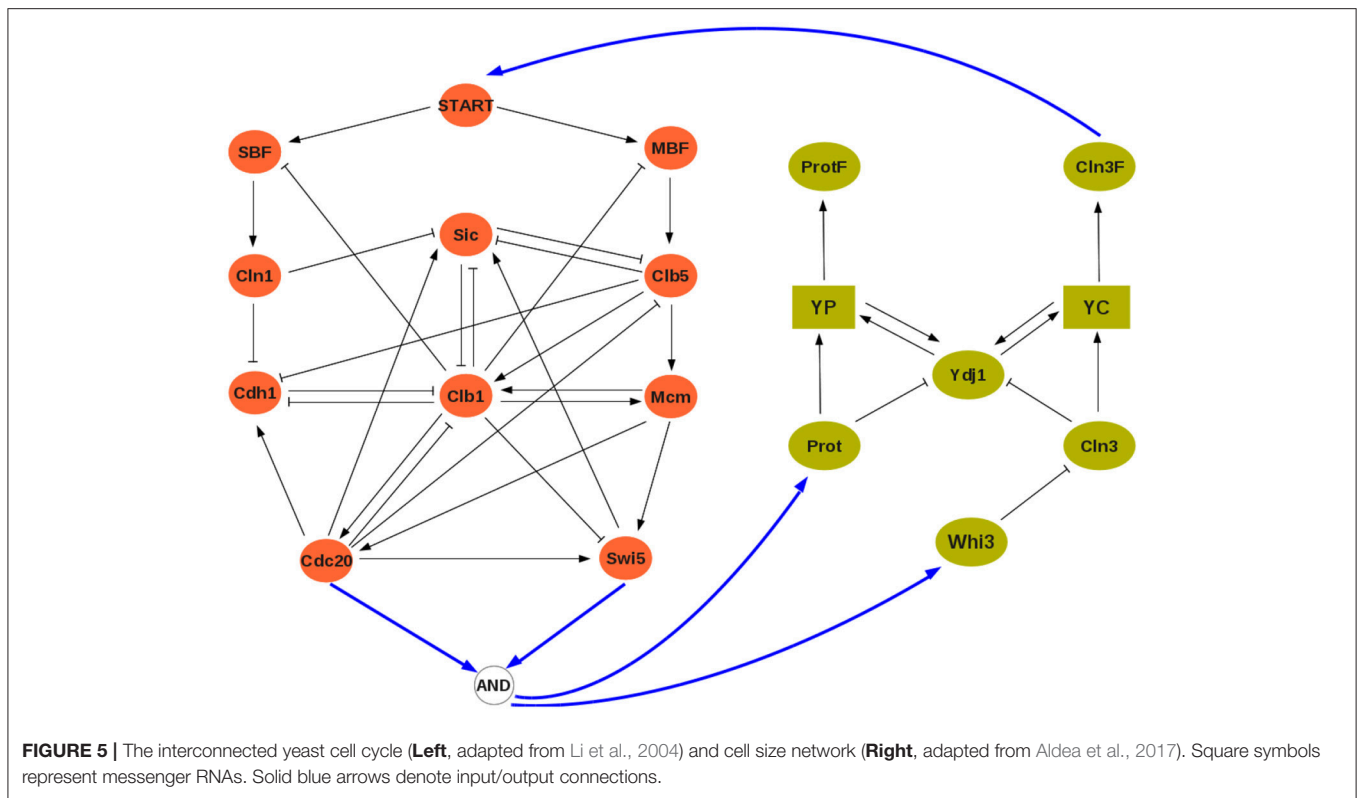 START
SBF
MBF
ProtF
Cln3F
Sic
Cln1
Clb5
YP
YC
Ydj1
Cdh1
Clb1
Mcm
Prot
Cln3
Whi3
Cdc20
Swi5
AND
FIGURE 5 | The interconnected yeast cell cycle (Left, adapted from Li et al., 2004) and cell size network (Right, adapted from Aldea et al., 2017). Square symbols
represent messenger RNAs. Solid blue arrows denote input/output connections.